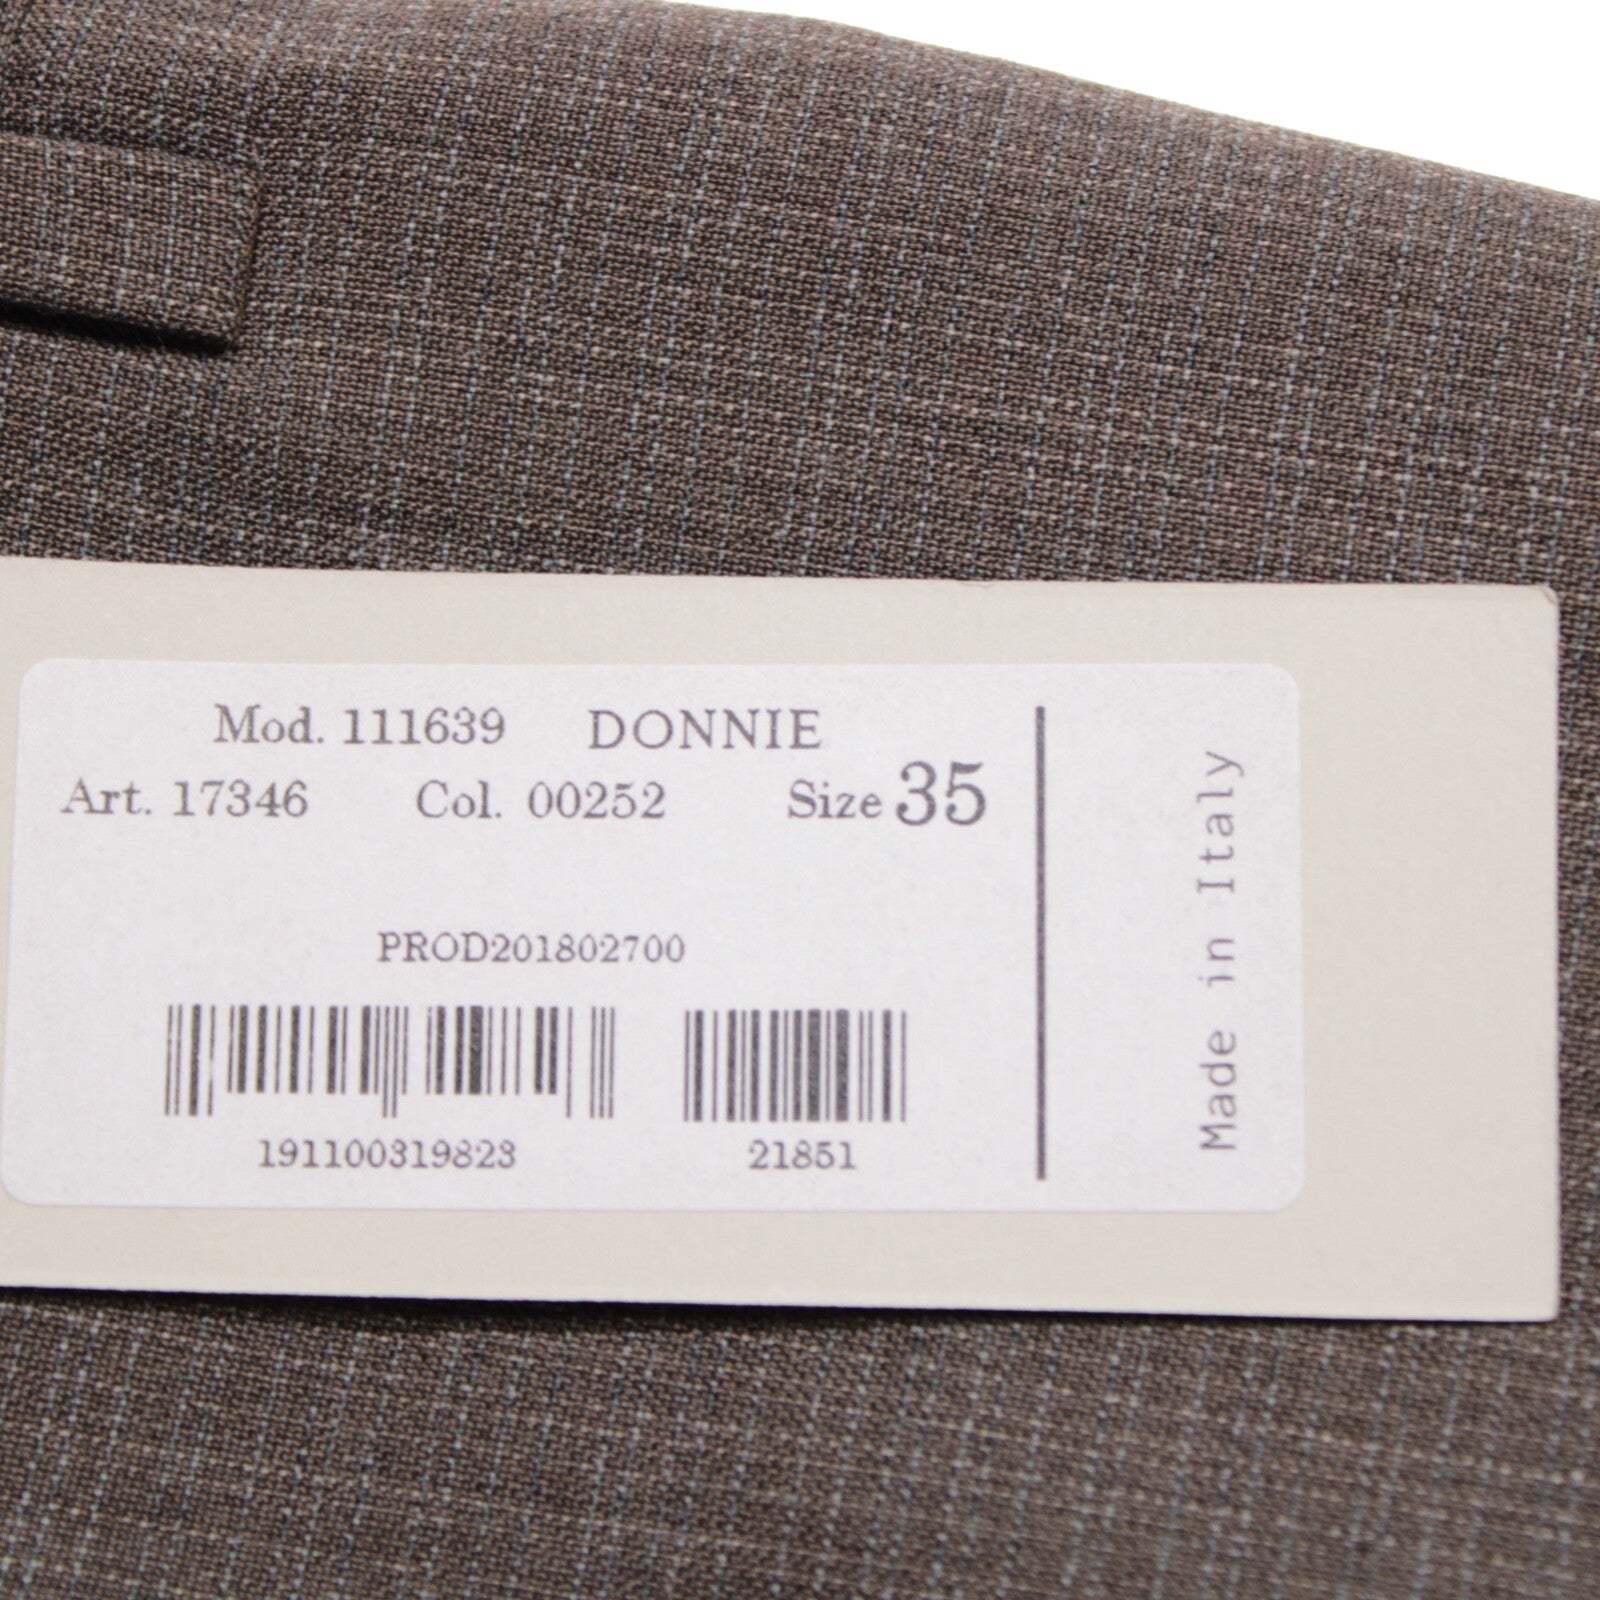 Mod. 111639 DONNIE
Art. 17346 Col. 00252 Size 35
PROD201802700
191100319823 21851
Made in Italy